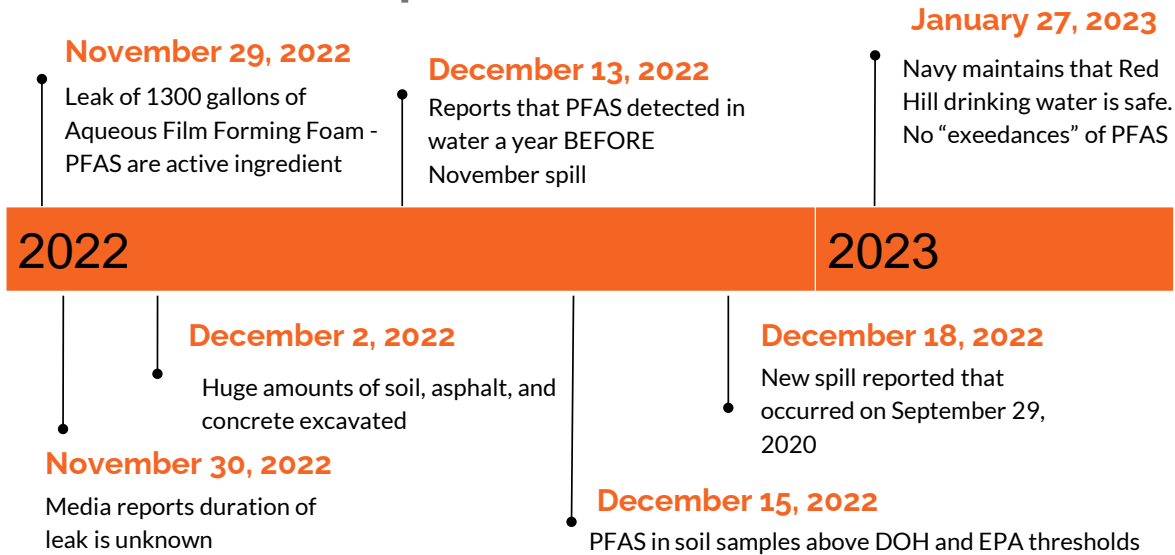 November 29, 2022
Leak of 1300 gallons of
Aqueous Film Forming Foam -
PFAS are active ingredient
December 13, 2022
Reports that PFAS detected in
water a year BEFORE
November spill
January 27, 2023
Navy maintains that Red
Hill drinking water is safe.
No “exeedances” of PFAS
2022
2023
November 30, 2022
Media reports duration of
leak is unknown
December 2, 2022
Huge amounts of soil, asphalt, and
concrete excavated
December 15, 2022
PFAS in soil samples above DOH and EPA thresholds
December 18, 2022
New spill reported that
occurred on September 29,
2020